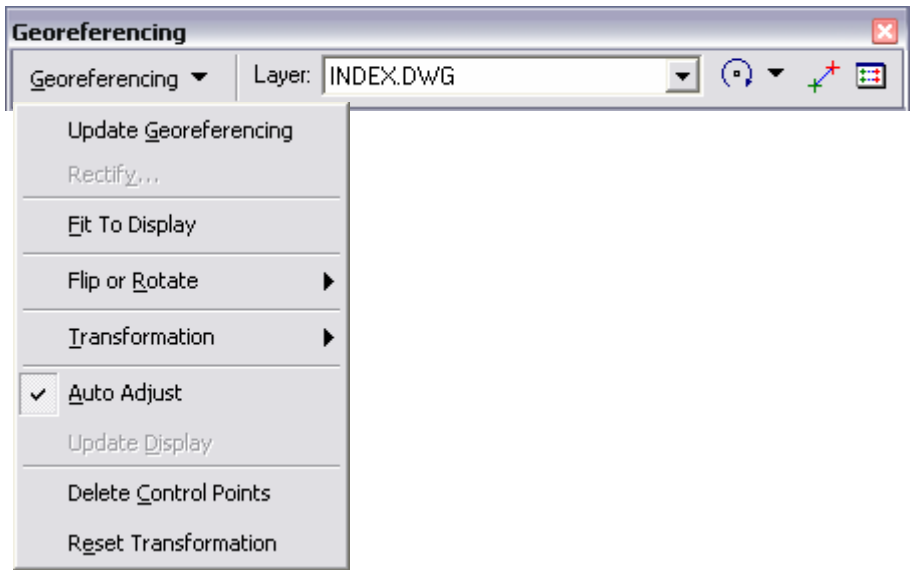 Georeferencing
Georeferencing Layer: INDEX.DWG
Update Georeferencing
Rectify...
Fit To Display
Flip or Rotate
Transformation
Auto Adjust
Update Display
Delete Control Points
Reset Transformation